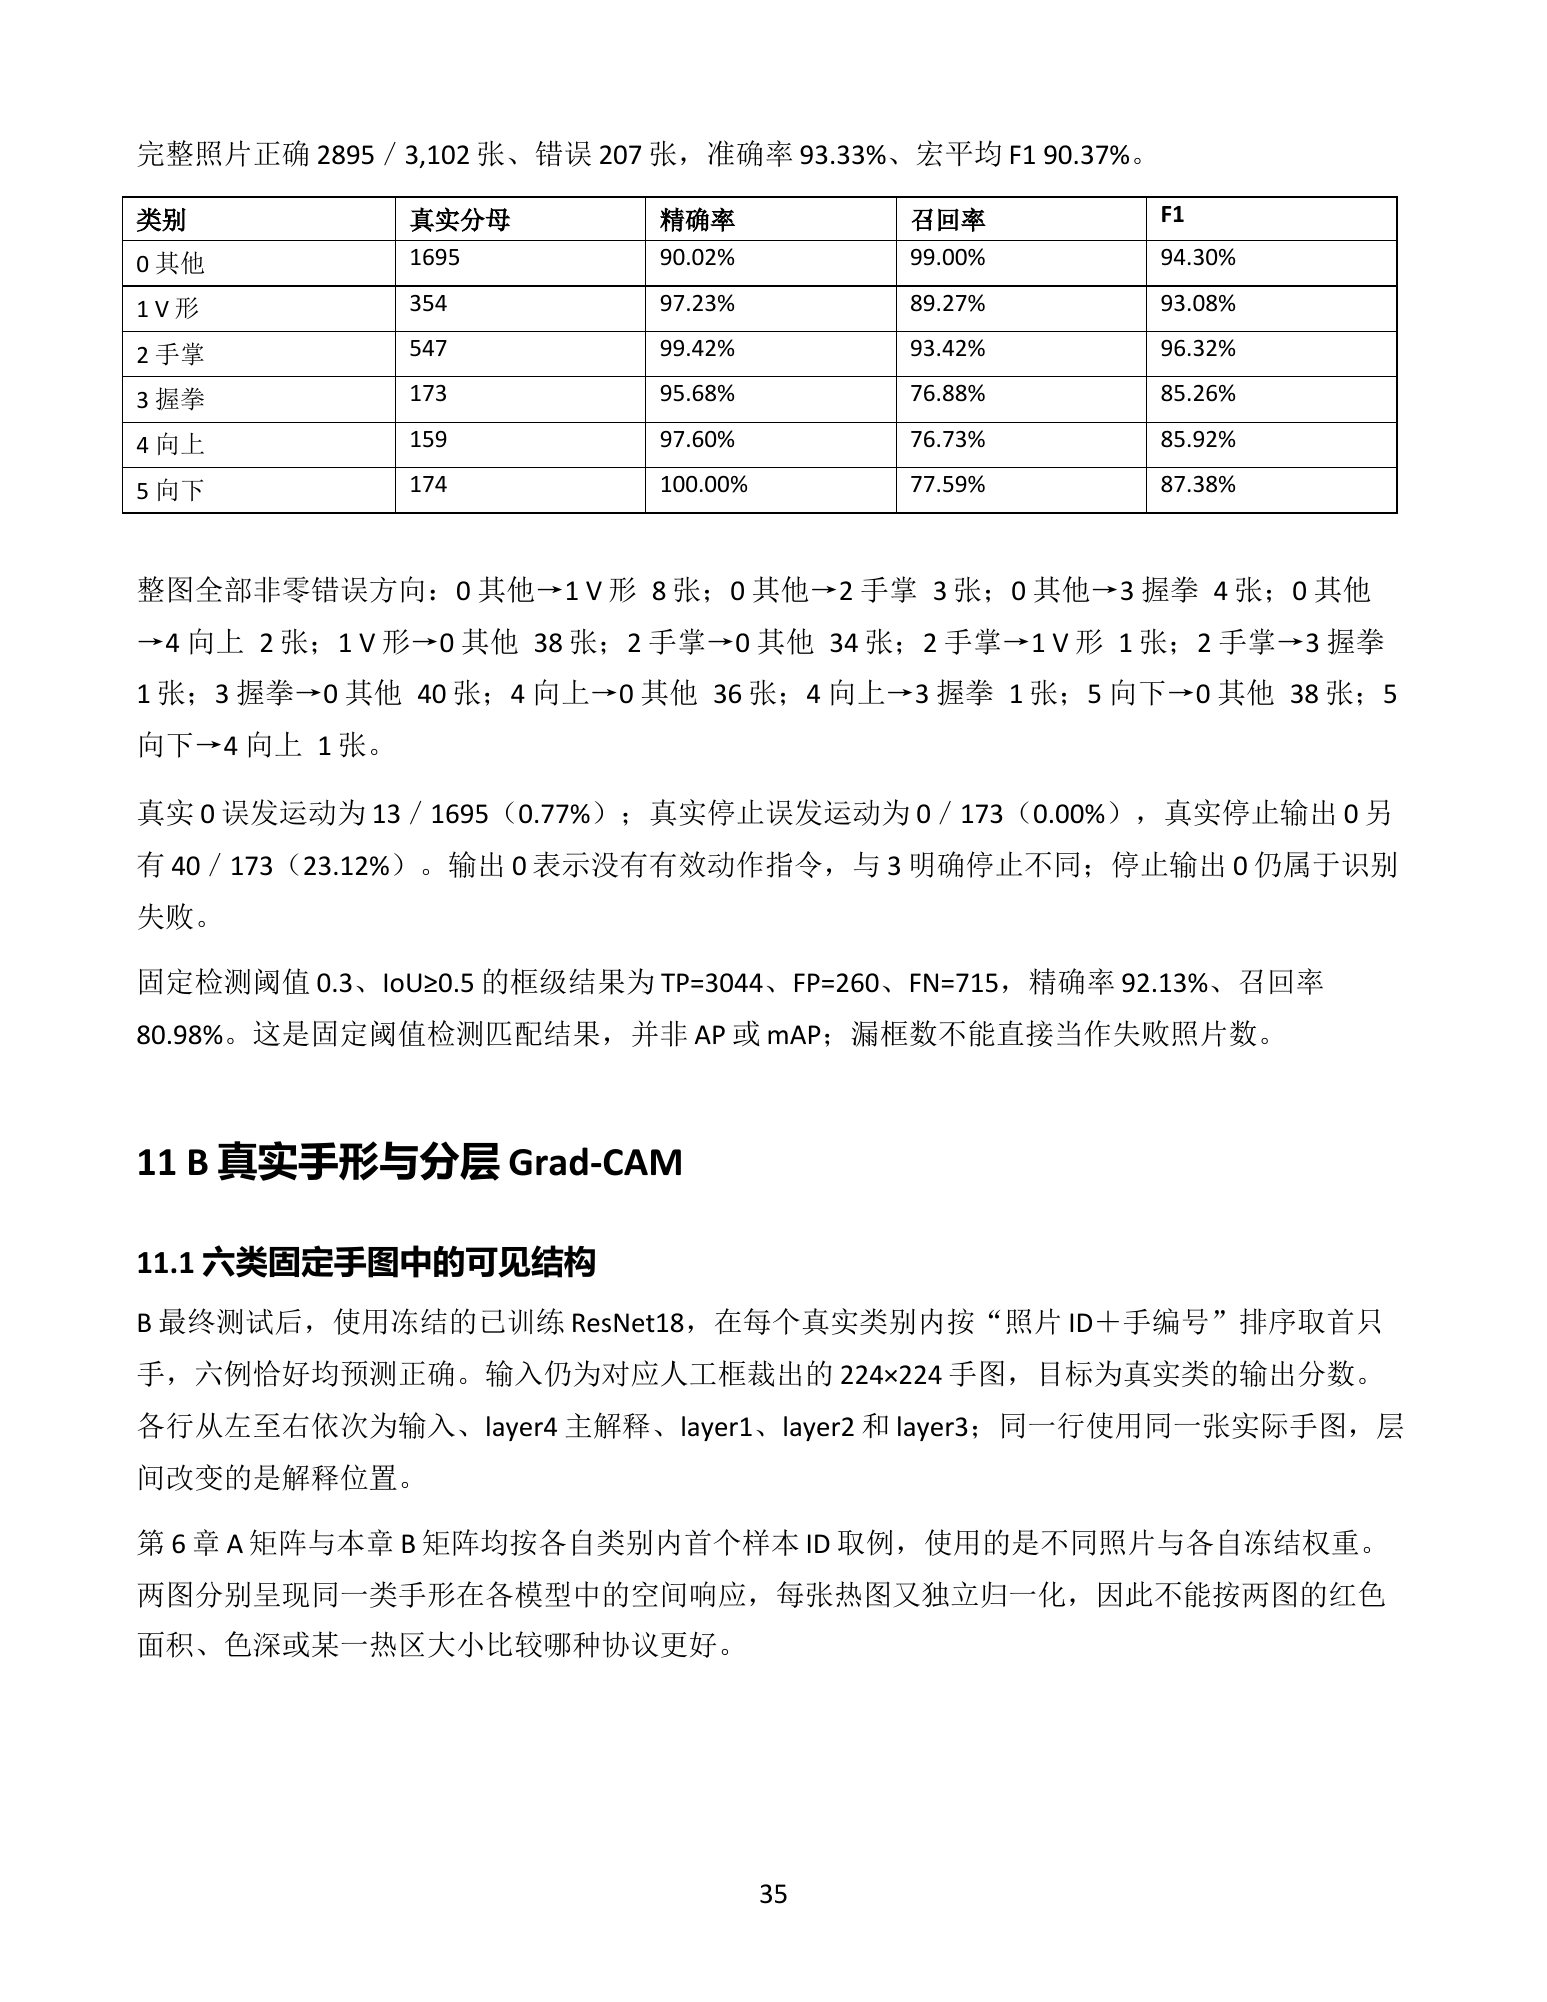 完整照片正确 2895／3,102 张、错误 207 张，准确率 93.33%、宏平均 F1 90.37%。
类别 真实分母 精确率 召回率 F1
0 其他 1695 90.02% 99.00% 94.30%
1 V 形 354 97.23% 89.27% 93.08%
2 手掌 547 99.42% 93.42% 96.32%
3 握拳 173 95.68% 76.88% 85.26%
4 向上 159 97.60% 76.73% 85.92%
5 向下 174 100.00% 77.59% 87.38%
整图全部非零错误方向：0 其他→1 V 形 8 张；0 其他→2 手掌 3 张；0 其他→3 握拳 4 张；0 其他
→4 向上 2 张；1 V 形→0 其他 38 张；2 手掌→0 其他 34 张；2 手掌→1 V 形 1 张；2 手掌→3 握拳
1 张；3 握拳→0 其他 40 张；4 向上→0 其他 36 张；4 向上→3 握拳 1 张；5 向下→0 其他 38 张；5
向下→4 向上 1 张。
真实 0 误发运动为 13／1695（0.77%）；真实停止误发运动为 0／173（0.00%），真实停止输出 0 另
有 40／173（23.12%）。输出 0 表示没有有效动作指令，与 3 明确停止不同；停止输出 0 仍属于识别
失败。
固定检测阈值 0.3、IoU≥0.5 的框级结果为 TP=3044、FP=260、FN=715，精确率 92.13%、召回率
80.98%。这是固定阈值检测匹配结果，并非 AP 或 mAP；漏框数不能直接当作失败照片数。
11 B 真实手形与分层 Grad-CAM
11.1 六类固定手图中的可见结构
B 最终测试后，使用冻结的已训练 ResNet18，在每个真实类别内按“照片 ID＋手编号”排序取首只
手，六例恰好均预测正确。输入仍为对应人工框裁出的 224×224 手图，目标为真实类的输出分数。
各行从左至右依次为输入、layer4 主解释、layer1、layer2 和 layer3；同一行使用同一张实际手图，层
间改变的是解释位置。
第 6 章 A 矩阵与本章 B 矩阵均按各自类别内首个样本 ID 取例，使用的是不同照片与各自冻结权重。
两图分别呈现同一类手形在各模型中的空间响应，每张热图又独立归一化，因此不能按两图的红色
面积、色深或某一热区大小比较哪种协议更好。
35